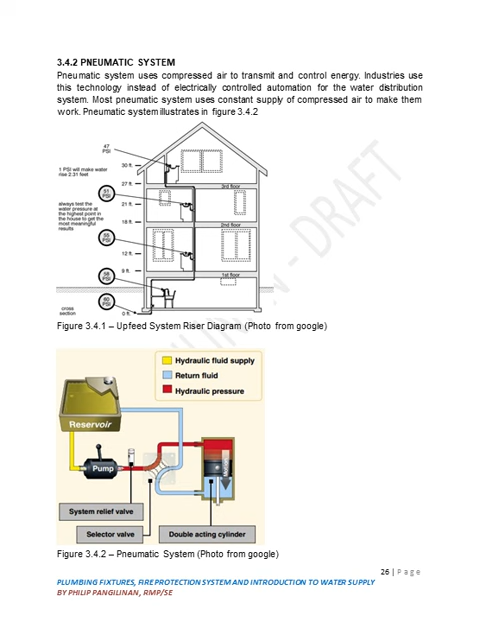 3.4.2 PNEUMATIC SYSTEM
Pneumatic system uses compressed air to transmit and control energy. Industries use
this technology instead of electrically controlled automation for the water distribution
system. Most pneumatic system uses constant supply of compressed air to make them
work. Pneumatic system illustrates in figure 3.4.2
47
PSI
1 PSI will make water
rise 2.31 feet
30 ft.
27 ft.
3rd floor
51
PSI
21 ft.
always test the
water pressure at
the highest point in
the house to get the
most meaningful
results
18 ft.
2nd floor
55
PSI
12 ft.
9 ft.
1st floor
58
PSI
60
PSI
cross
section
0 ft.
Figure 3.4.1 – Upfeed System Riser Diagram (Photo from google)
Hydraulic fluid supply
Return fluid
Hydraulic pressure
Reservoir
Pump
System relief valve
Selector valve
Double acting cylinder
Figure 3.4.2 – Pneumatic System (Photo from google)
26 | Page
PLUMBING FIXTURES, FIRE PROTECTION SYSTEM AND INTRODUCTION TO WATER SUPPLY
BY PHILIP PANGILINAN, RMP/SE
- DRAFT